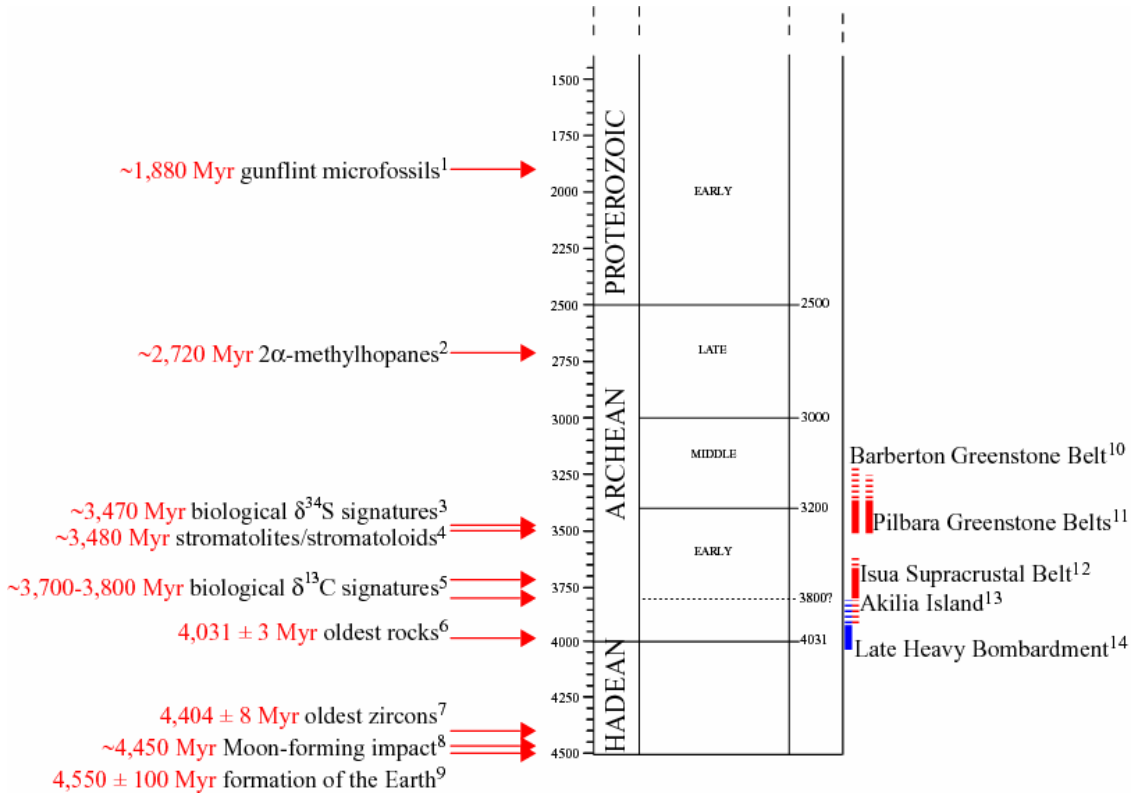 ~1,880 Myr gunflint microfossils1
~2,720 Myr 2α-methylhopanes2
~3,470 Myr biological δ34S signatures3
~3,480 Myr stromatolites/stromatoloids4
~3,700-3,800 Myr biological δ13C signatures5
4,031 ± 3 Myr oldest rocks6
4,404 ± 8 Myr oldest zircons7
~4,450 Myr Moon-forming impact8
4,550 ± 100 Myr formation of the Earth9
1500
1750
2000
2250
2500
2750
3000
3250
3500
3750
4000
4250
4500
PROTEROZOIC
ARCHEAN
HADEAN
EARLY
LATE
MIDDLE
EARLY
2500
3000
3200
3800?
4031
Barberton Greenstone Belt10
Pilbara Greenstone Belts11
Isua Supracrustal Belt12
Akilia Island13
Late Heavy Bombardment14